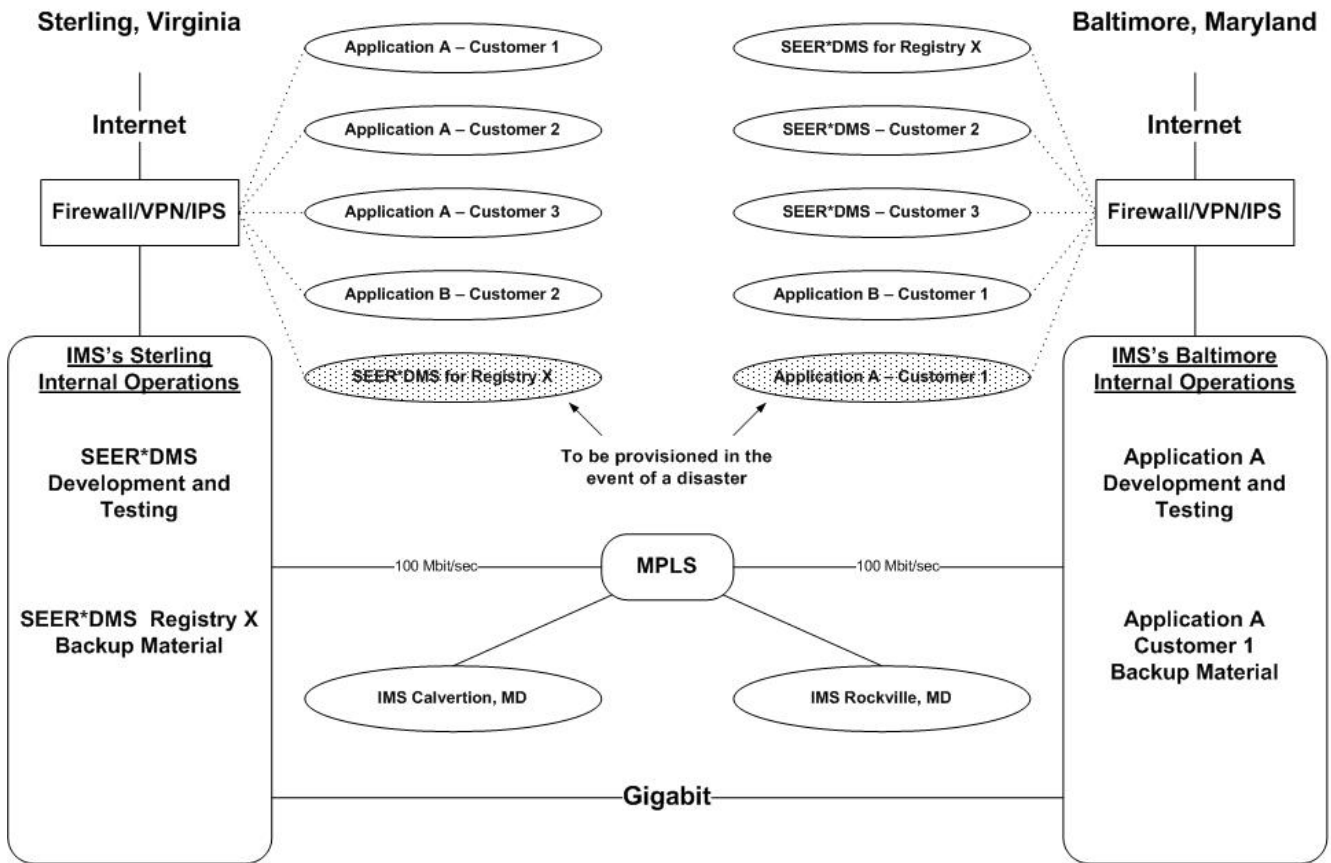 Sterling, Virginia
Internet
Firewall/VPN/IPS
Application A – Customer 1
Application A – Customer 2
Application A – Customer 3
Application B – Customer 2
SEER*DMS for Registry X
Baltimore, Maryland
Internet
Firewall/VPN/IPS
SEER*DMS for Registry X
SEER*DMS – Customer 2
SEER*DMS – Customer 3
Application B – Customer 1
Application A – Customer 1
To be provisioned in the
event of a disaster
IMS's Sterling
Internal Operations
SEER*DMS
Development and
Testing
SEER*DMS Registry X
Backup Material
IMS's Baltimore
Internal Operations
Application A
Development and
Testing
Application A
Customer 1
Backup Material
100 Mbit/sec
MPLS
100 Mbit/sec
IMS Calverton, MD
IMS Rockville, MD
Gigabit